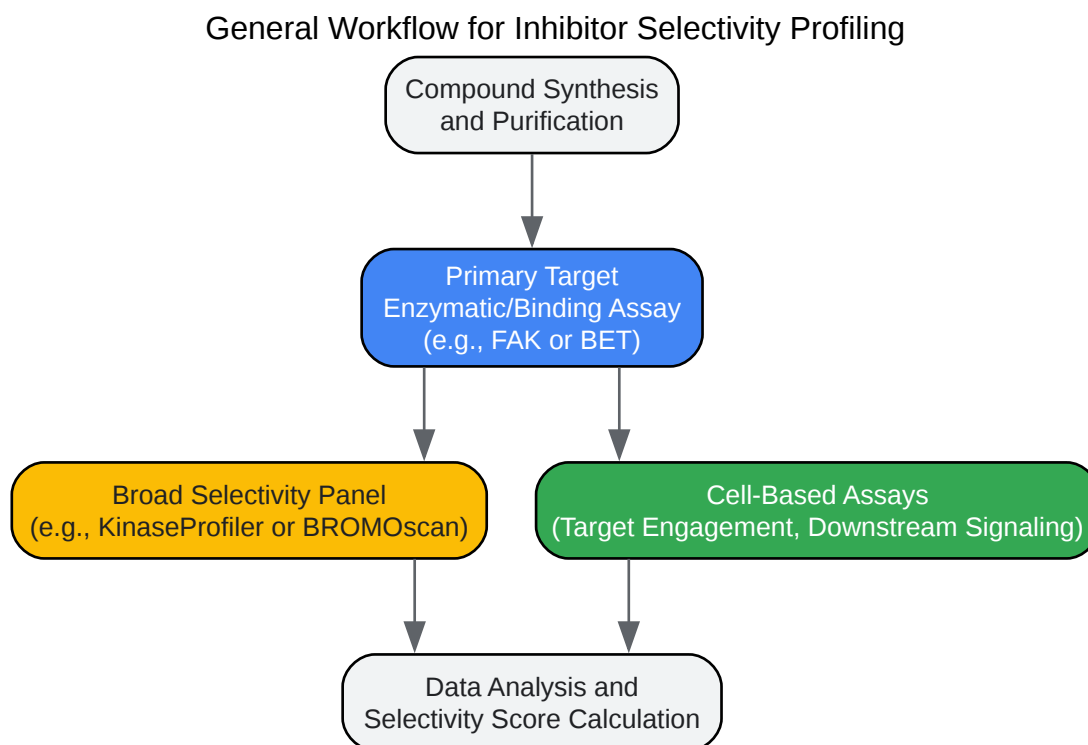 General Workflow for Inhibitor Selectivity Profiling
Compound Synthesis
and Purification
Primary Target
Enzymatic/Binding Assay
(e.g., FAK or BET)
Broad Selectivity Panel
(e.g., KinaseProfiler or BROMOscan)
Cell-Based Assays
(Target Engagement, Downstream Signaling)
Data Analysis and
Selectivity Score Calculation